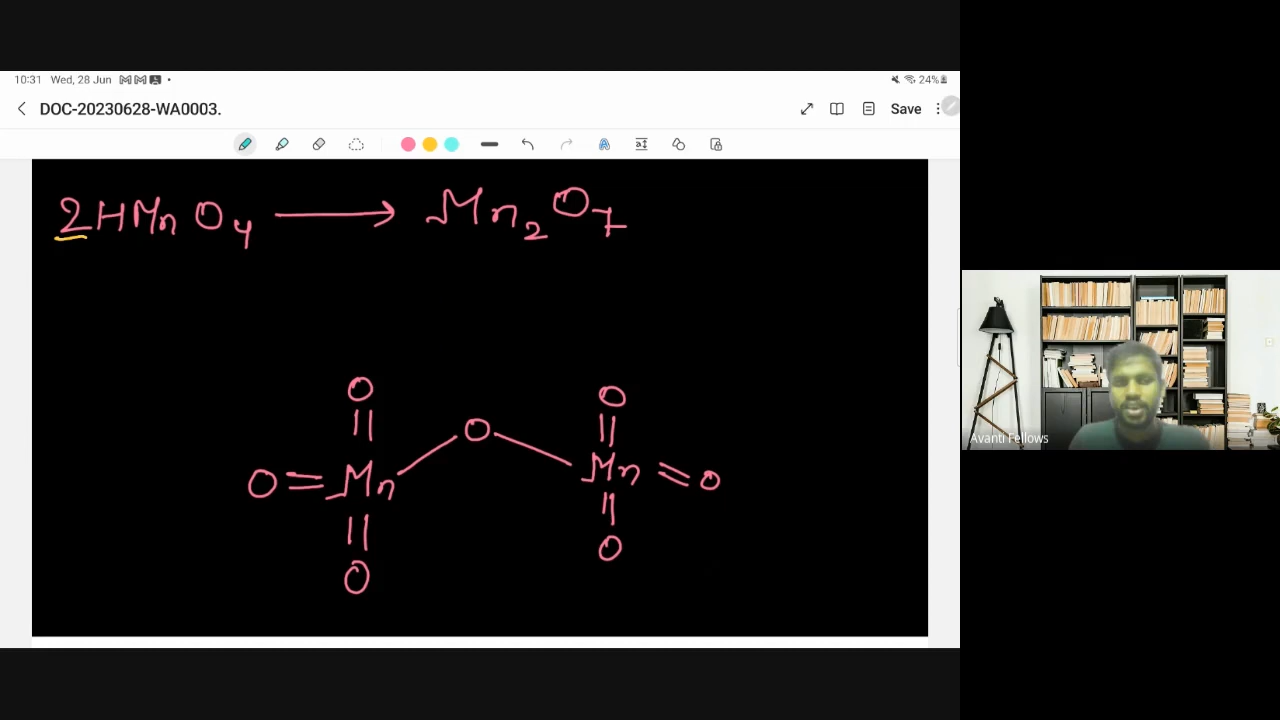 10:31 Wed, 28 Jun 24%
DOC-20230628-WA0003.
Save
2HMnO₄ ⟶ Mn₂O₇
O O
O
O=Mn Mn=O
O O
Avanti Fellows